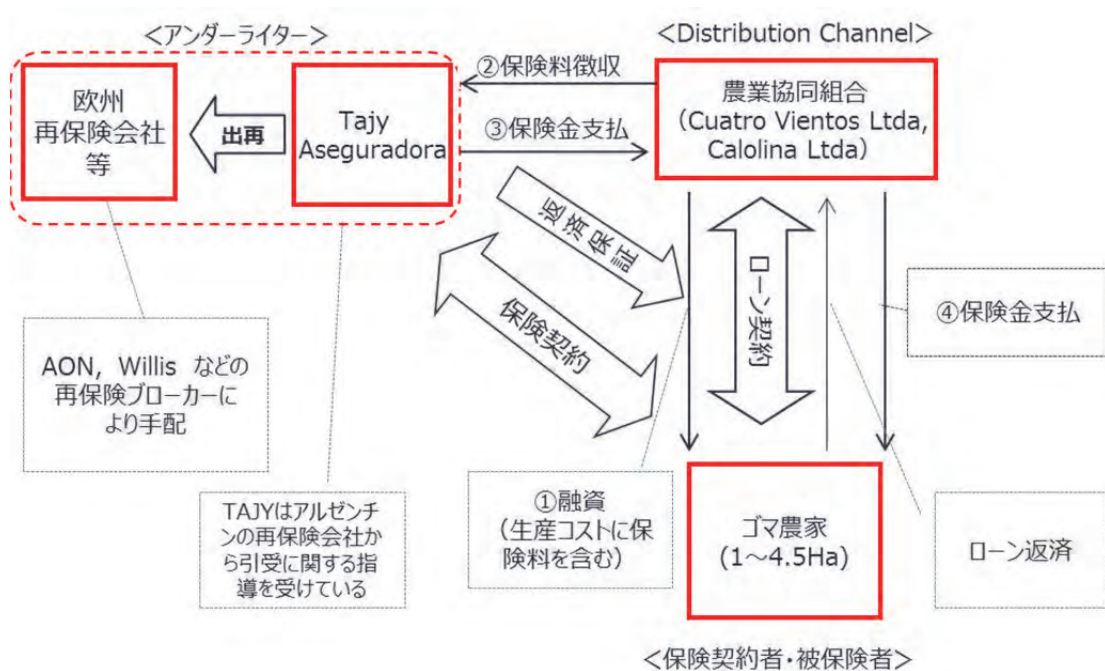 <アンダーライター>
<Distribution Channel>
欧州
再保険会社
等
出再
Tajy
Aseguradora
②保険料徴収
③保険金支払
農業協同組合
（Cuatro Vientos Ltda,
Calolina Ltda）
返済保証
保険契約
ローン契約
④保険金支払
AON, Willis などの
再保険ブローカーに
より手配
TAJYはアルゼンチ
ンの再保険会社か
ら引受に関する指
導を受けている
①融資
（生産コストに保
険料を含む）
ゴマ農家
(1～4.5Ha)
ローン返済
<保険契約者・被保険者>